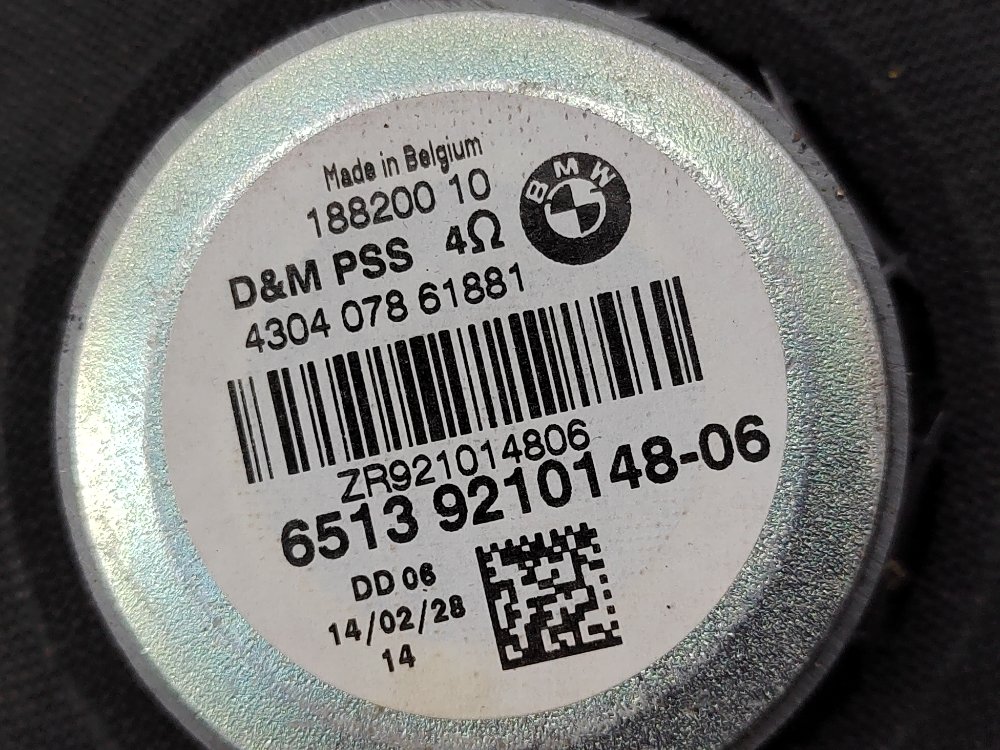 Made in Belgium
188200 10
BMW
D&M PSS 4Ω
4304 078 61881
ZR921014806
6513 9210148-06
DD 06
14/02/28
14